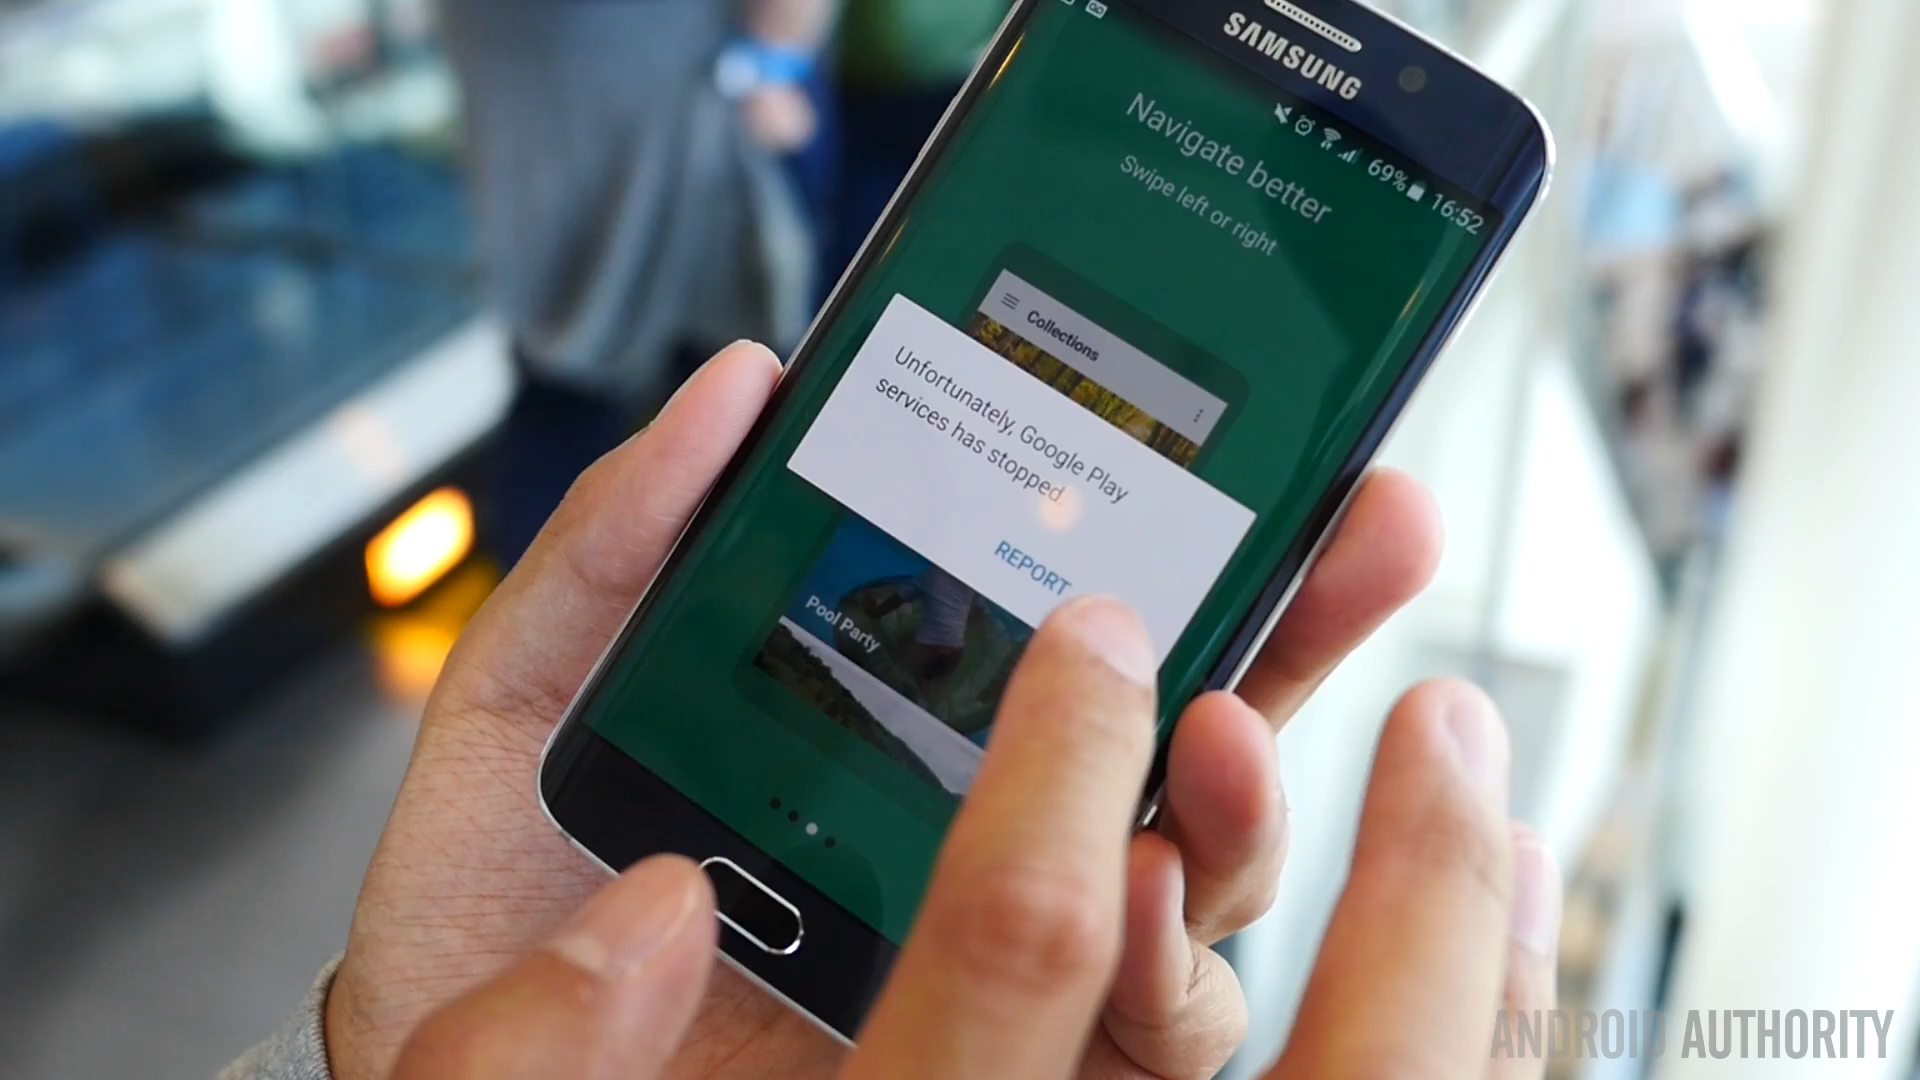 SAMSUNG
69% 16:52
Navigate better
Swipe left or right
Collections
Unfortunately, Google Play
services has stopped.
REPORT
Pool Party
ANDROID AUTHORITY